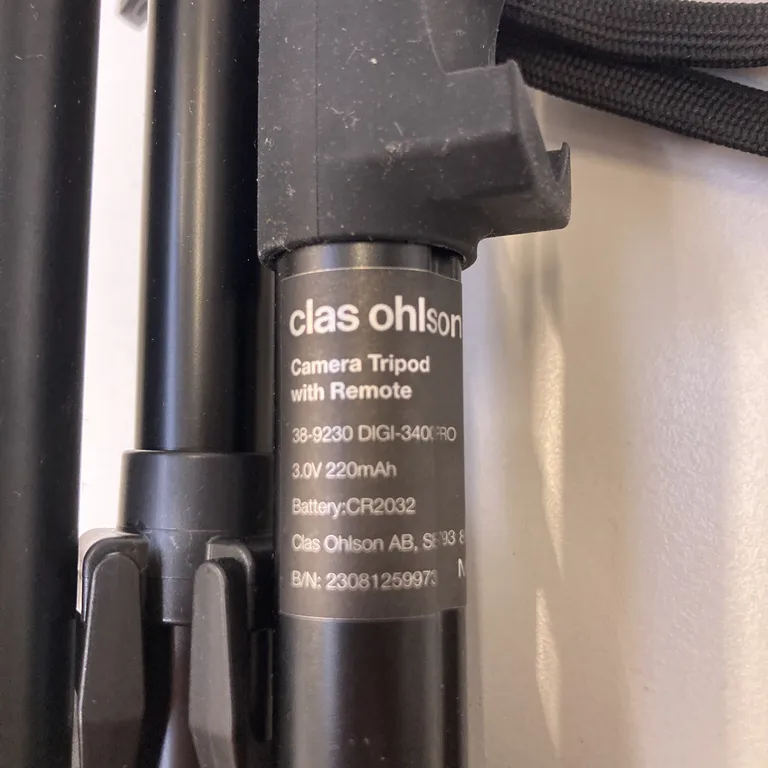 clas ohlson
Camera Tripod
with Remote
38-9230 DIGI-3400PRO
3.0V 220mAh
Battery:CR2032
Clas Ohlson AB,
B/N: 23081259973